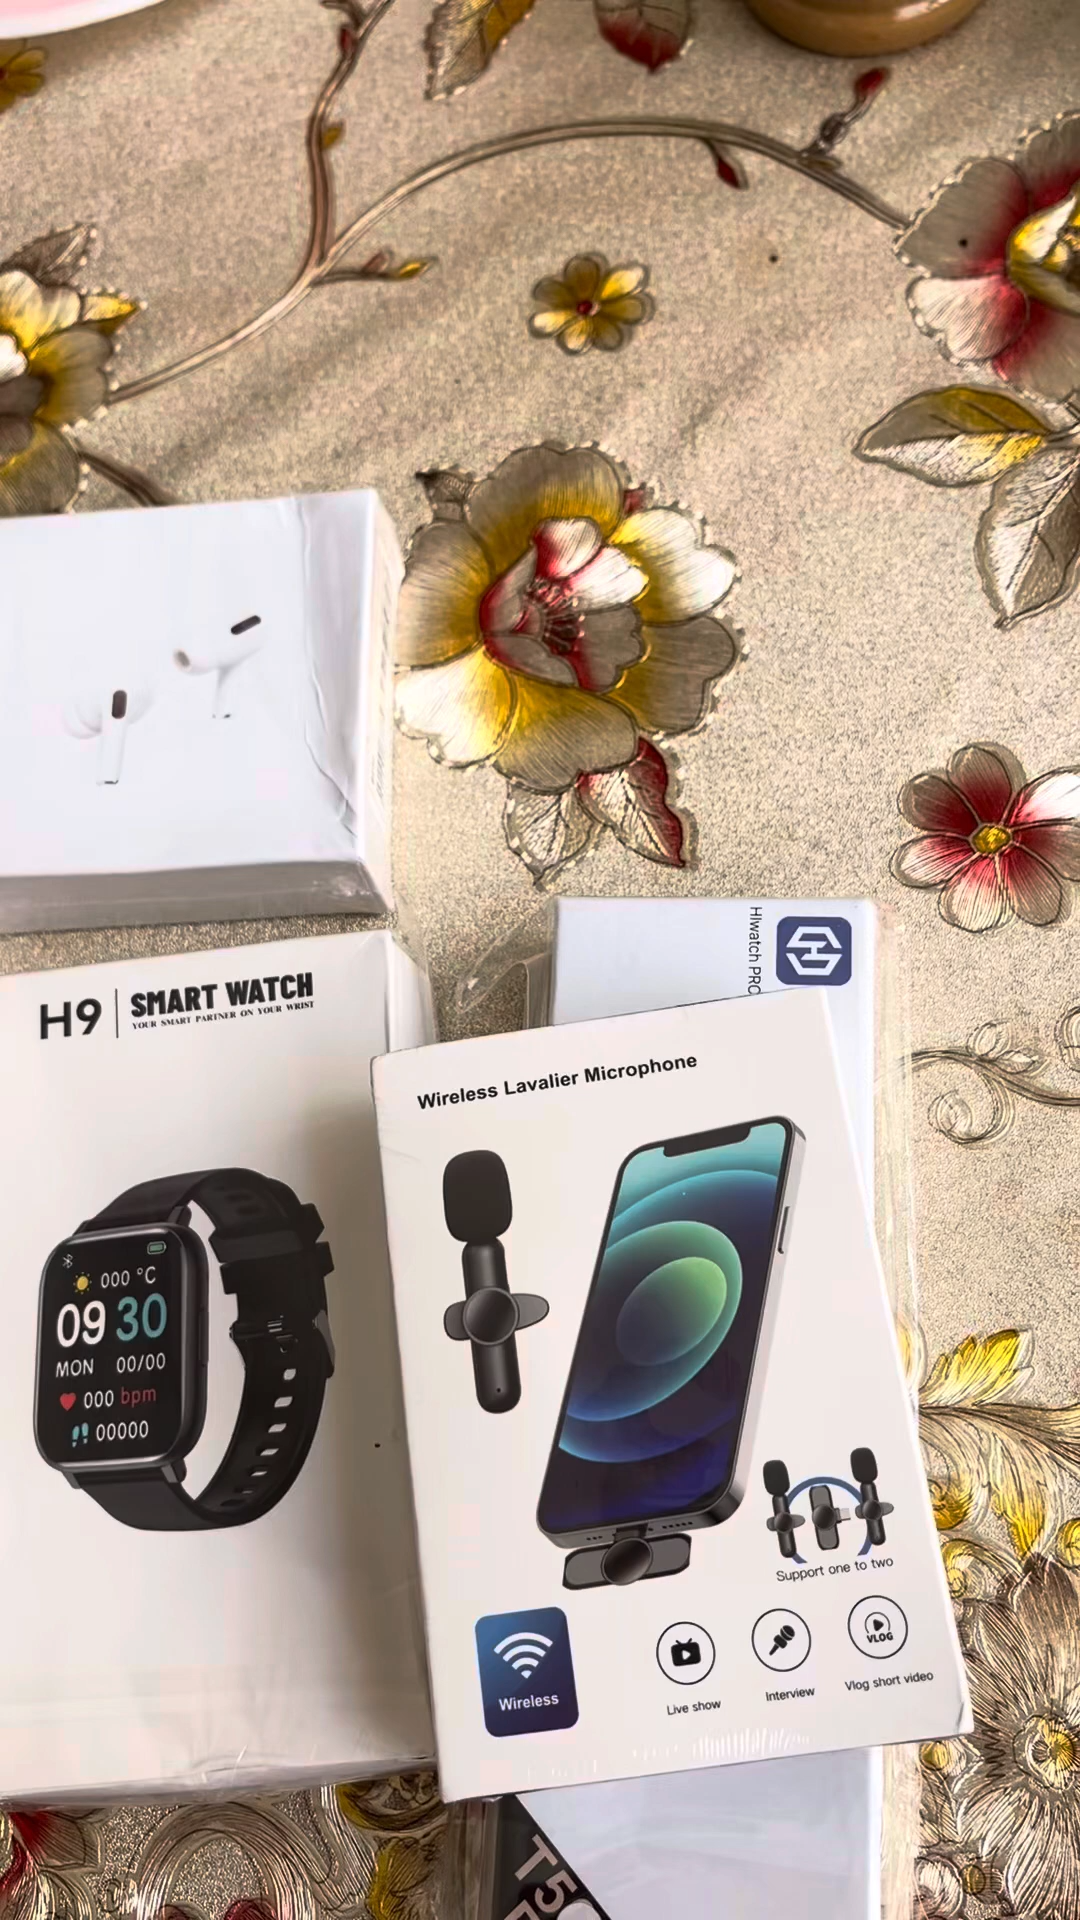 H9
SMART WATCH
YOUR SMART PARTNER ON YOUR WRIST
000 °C
09 30
MON 00/00
000 bpm
00000
HIwatch PRO
Wireless Lavalier Microphone
Support one to two
Wireless
Live show
Interview
VLOG
Vlog short video